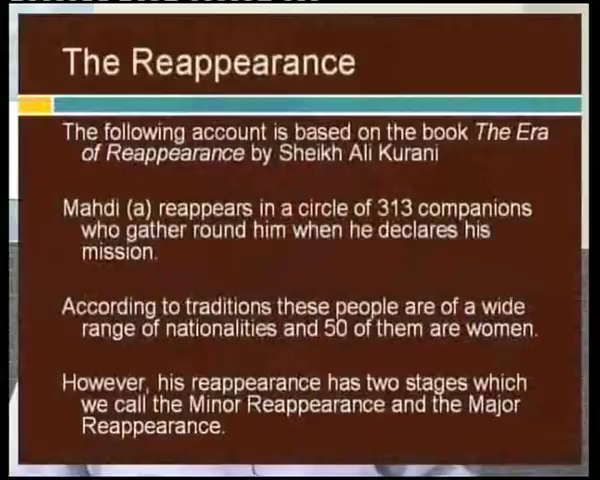 The Reappearance
The following account is based on the book The Era
of Reappearance by Sheikh Ali Kurani
Mahdi (a) reappears in a circle of 313 companions
who gather round him when he declares his
mission.
According to traditions these people are of a wide
range of nationalities and 50 of them are women.
However, his reappearance has two stages which
we call the Minor Reappearance and the Major
Reappearance.